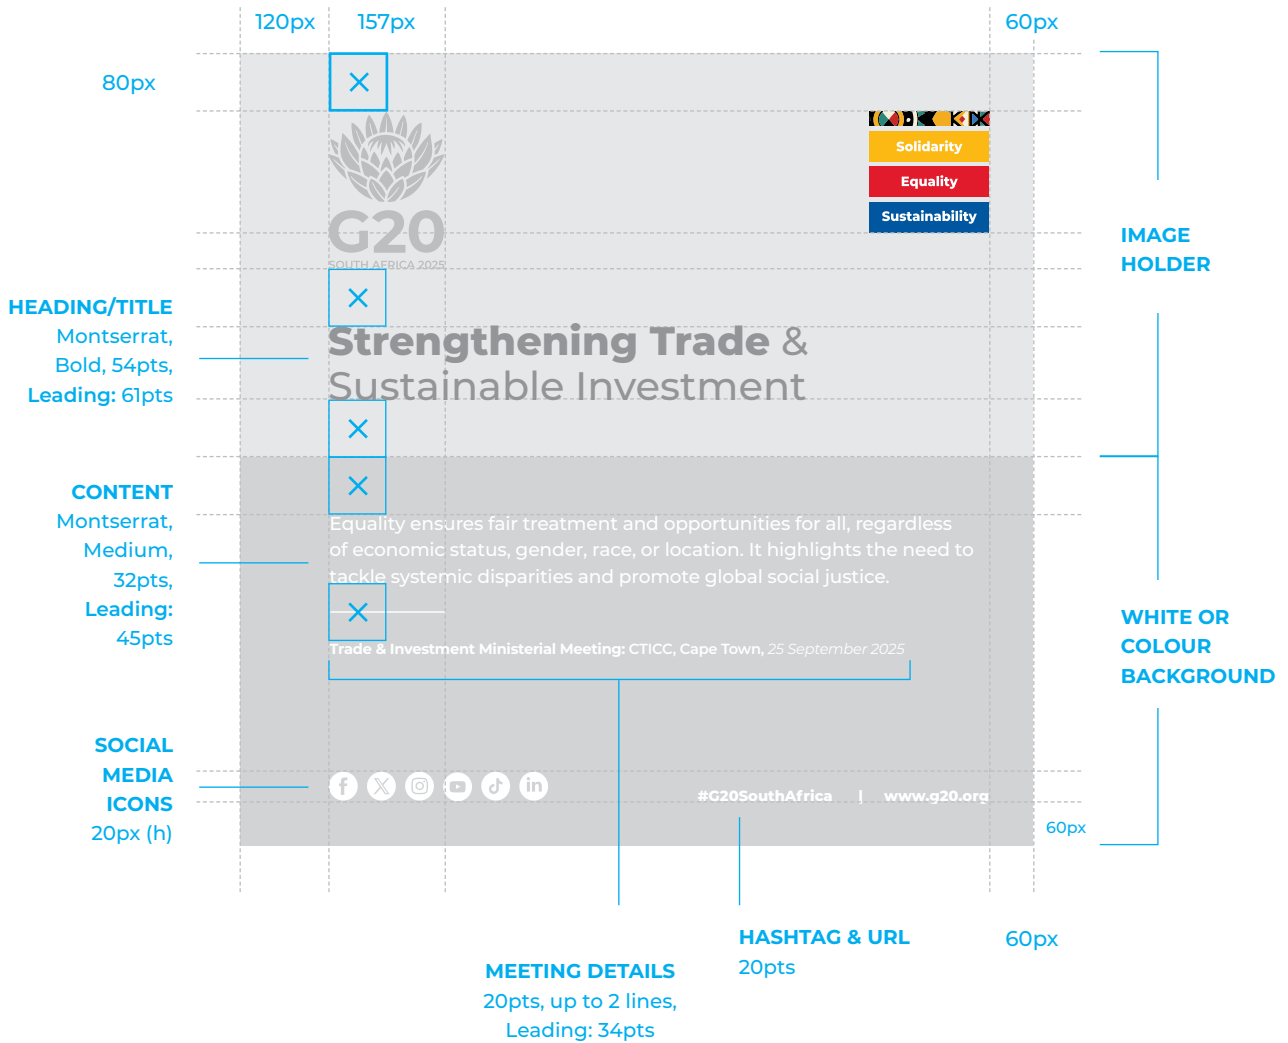 120px
157px
60px
80px
Solidarity
Equality
Sustainability
G20
SOUTH AFRICA 2025
IMAGE
HOLDER
HEADING/TITLE
Montserrat,
Bold, 54pts,
Leading: 61pts
Strengthening Trade &
Sustainable Investment
CONTENT
Montserrat,
Medium,
32pts,
Leading:
45pts
Equality ensures fair treatment and opportunities for all, regardless
of economic status, gender, race, or location. It highlights the need to
tackle systemic disparities and promote global social justice.
Trade & Investment Ministerial Meeting: CTICC, Cape Town, 25 September 2025
WHITE OR
COLOUR
BACKGROUND
SOCIAL
MEDIA
ICONS
20px (h)
#G20SouthAfrica | www.g20.org
60px
HASHTAG & URL
20pts
60px
MEETING DETAILS
20pts, up to 2 lines,
Leading: 34pts